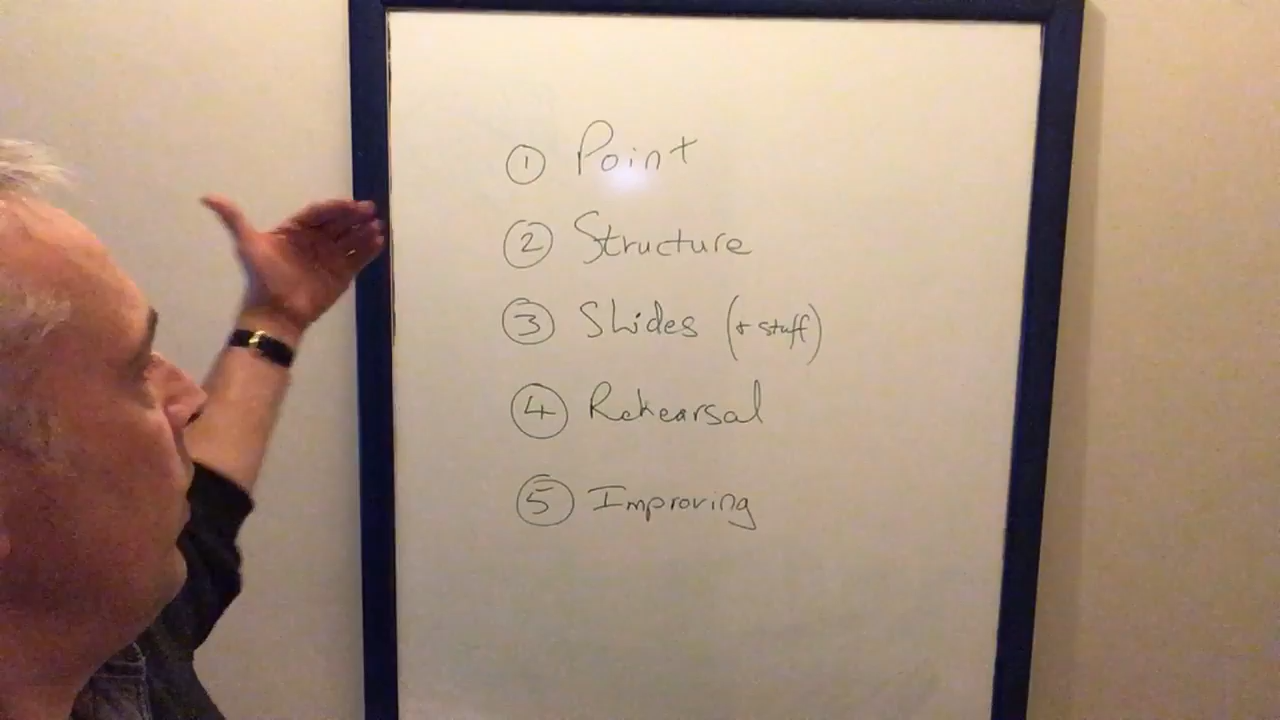 ① Point
② Structure
③ Slides (+ stuff)
④ Rehearsal
⑤ Improving